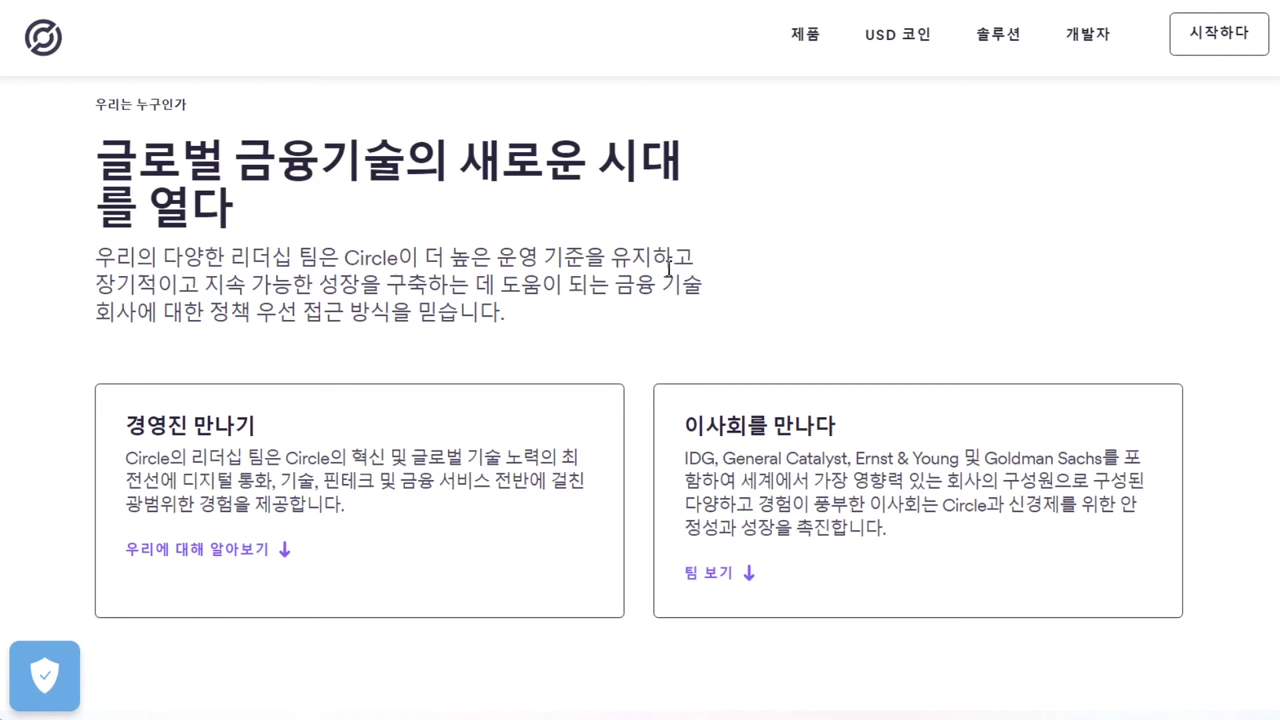 제품
USD 코인
솔루션
개발자
시작하다
우리는 누구인가
글로벌 금융기술의 새로운 시대
를 열다
우리의 다양한 리더십 팀은 Circle이 더 높은 운영 기준을 유지하고
장기적이고 지속 가능한 성장을 구축하는 데 도움이 되는 금융 기술
회사에 대한 정책 우선 접근 방식을 믿습니다.
경영진 만나기
Circle의 리더십 팀은 Circle의 혁신 및 글로벌 기술 노력의 최
전선에 디지털 통화, 기술, 핀테크 및 금융 서비스 전반에 걸친
광범위한 경험을 제공합니다.
우리에 대해 알아보기
이사회를 만나다
IDG, General Catalyst, Ernst & Young 및 Goldman Sachs를 포
함하여 세계에서 가장 영향력 있는 회사의 구성원으로 구성된
다양하고 경험이 풍부한 이사회는 Circle과 신경제를 위한 안
정성과 성장을 촉진합니다.
팀 보기